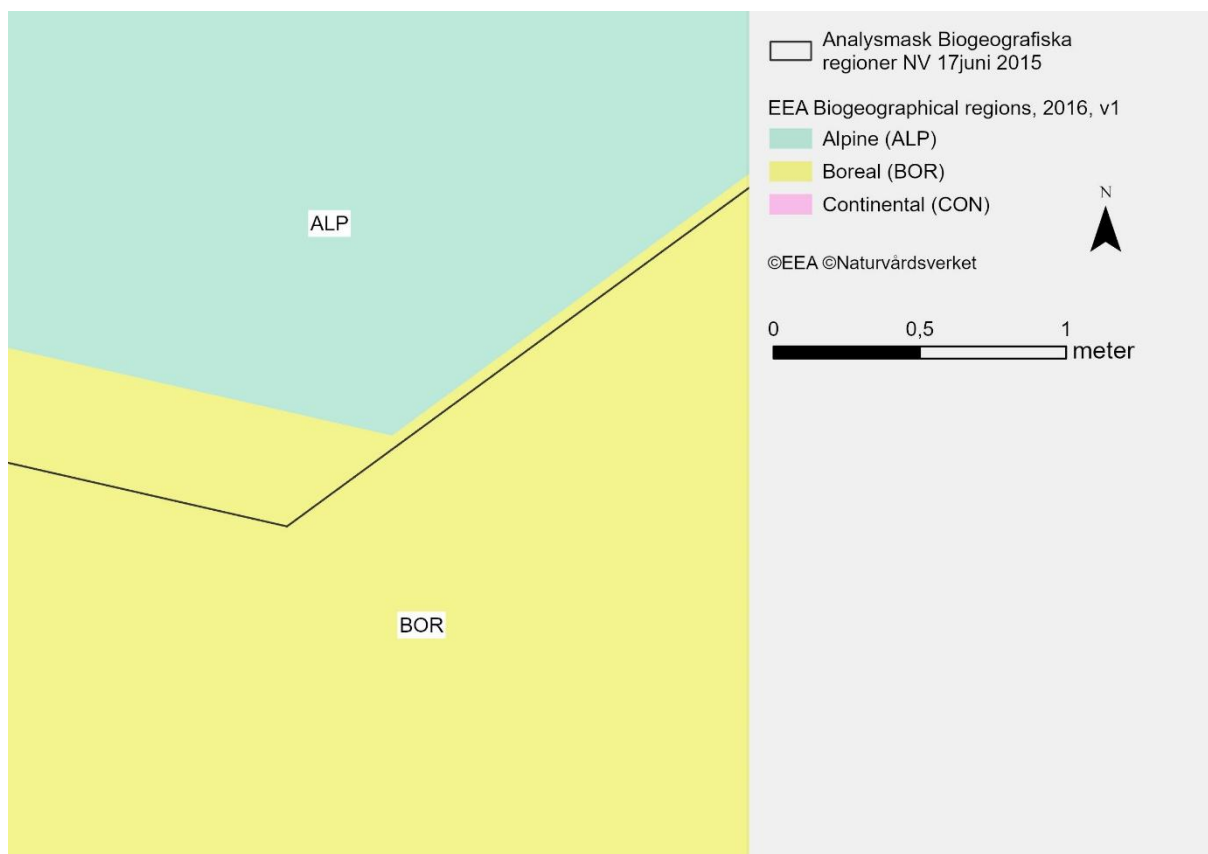 Analysmask Biogeografiska
regioner NV 17juni 2015
EEA Biogeographical regions, 2016, v1
Alpine (ALP)
Boreal (BOR)
Continental (CON)
N
©EEA ©Naturvårdsverket
0 0,5 1
meter
ALP
BOR